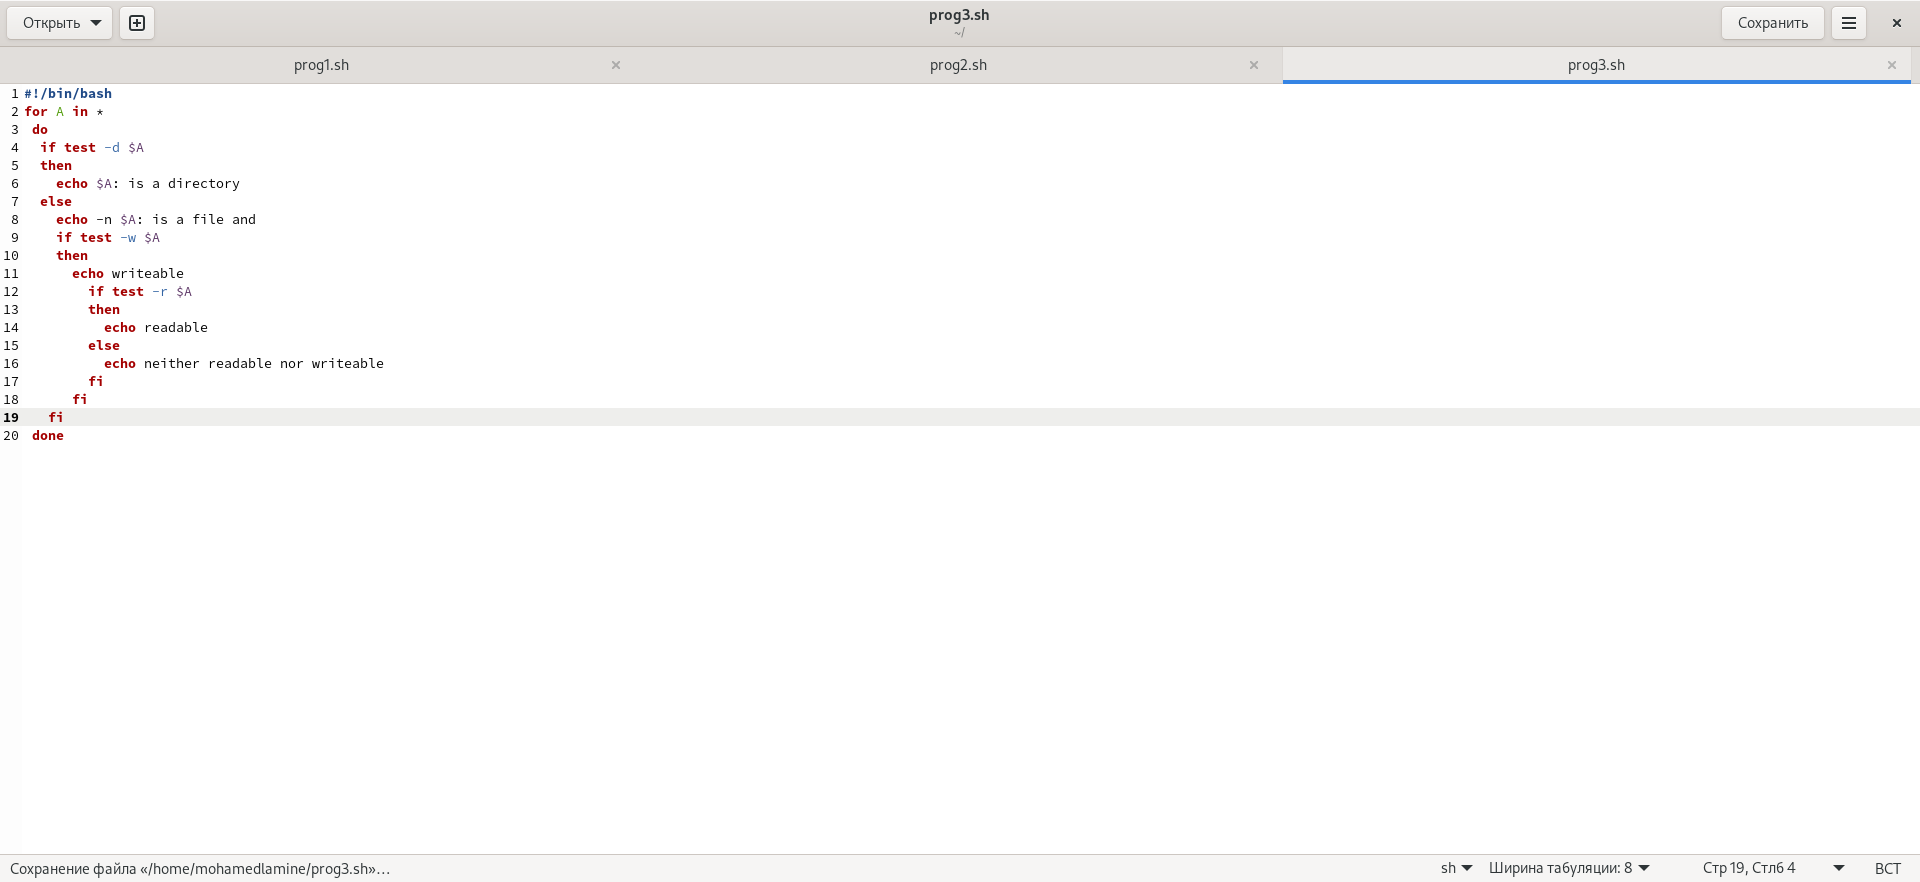 Открыть
prog3.sh
~/
Сохранить
prog1.sh
prog2.sh
prog3.sh
1 #!/bin/bash
2 for A in *
3  do
4   if test -d $A
5   then
6     echo $A: is a directory
7   else
8     echo -n $A: is a file and
9     if test -w $A
10     then
11       echo writeable
12         if test -r $A
13         then
14           echo readable
15         else
16           echo neither readable nor writeable
17         fi
18       fi
19    fi
20  done
Сохранение файла «/home/mohamedlamine/prog3.sh»…
sh
Ширина табуляции: 8
Стр 19, Стлб 4
ВСТ